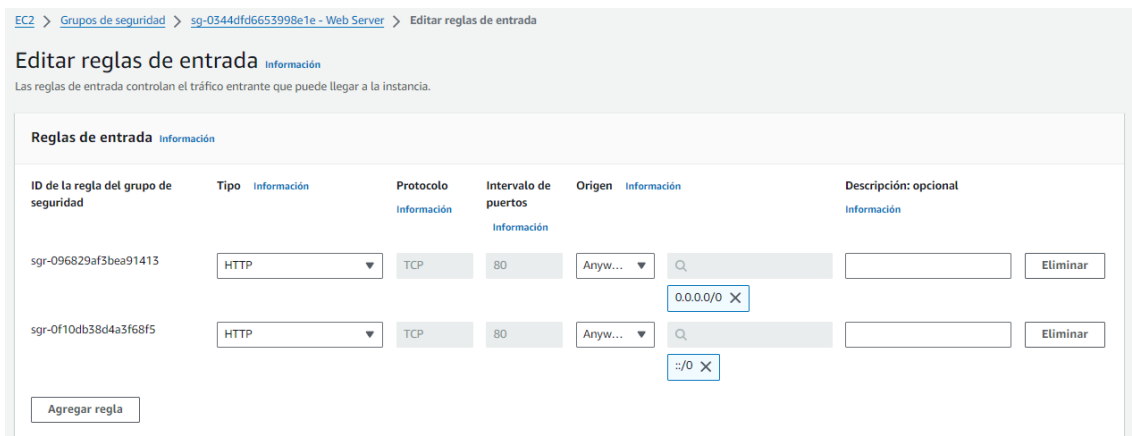 EC2 > Grupos de seguridad > sg-0344dfd6653998e1e - Web Server > Editar reglas de entrada
Editar reglas de entrada Información
Las reglas de entrada controlan el tráfico entrante que puede llegar a la instancia.
Reglas de entrada Información
ID de la regla del grupo de seguridad
Tipo Información
Protocolo Información
Intervalo de puertos Información
Origen Información
Descripción: opcional Información
sgr-096829af3bea91413 HTTP TCP 80 Anyw... Eliminar
0.0.0.0/0
sgr-0f10db38d4a3f68f5 HTTP TCP 80 Anyw... Eliminar
::/0
Agregar regla